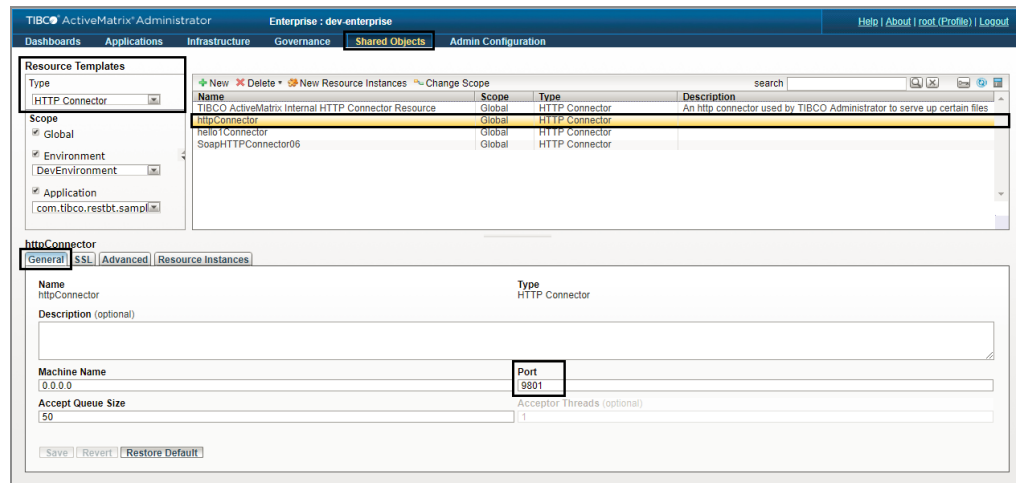 TIBCO® ActiveMatrix® Administrator Enterprise : dev-enterprise Help | About | root (Profile) | Logout
Dashboards Applications Infrastructure Governance Shared Objects Admin Configuration
Resource Templates
Type
HTTP Connector
Scope
Global
Environment
DevEnvironment
Application
com.tibco.restbt.sampl
New Delete New Resource Instances Change Scope search
Name Scope Type Description
TIBCO ActiveMatrix Internal HTTP Connector Resource Global HTTP Connector An http connector used by TIBCO Administrator to serve up certain files
httpConnector Global HTTP Connector
hello1Connector Global HTTP Connector
SoapHTTPConnector06 Global HTTP Connector
httpConnector
General SSL Advanced Resource Instances
Name Type
httpConnector HTTP Connector
Description (optional)
Machine Name Port
0.0.0.0 9801
Accept Queue Size Acceptor Threads (optional)
50 1
Save Revert Restore Default